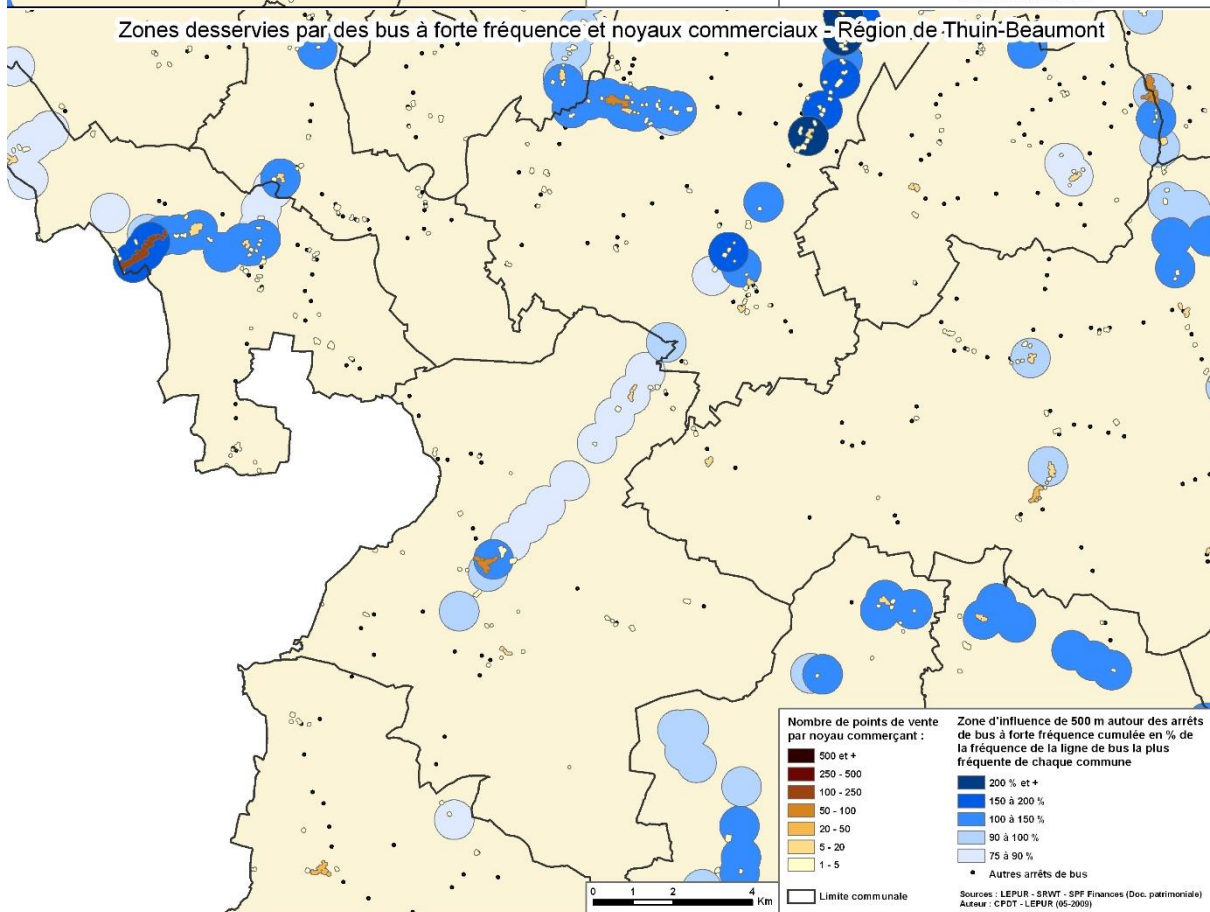 Zones desservies par des bus à forte fréquence et noyaux commerciaux - Région de Thuin-Beaumont
Nombre de points de vente
par noyau commerçant :
500 et +
250 - 500
100 - 250
50 - 100
20 - 50
5 - 20
1 - 5
Limite communale
Zone d'influence de 500 m autour des arrêts
de bus à forte fréquence cumulée en % de
la fréquence de la ligne de bus la plus
fréquente de chaque commune
200 % et +
150 à 200 %
100 à 150 %
90 à 100 %
75 à 90 %
Autres arrêts de bus
0 1 2 4
Km
Sources : LEPUR - SRWT - SPF Finances (Doc. patrimoniale)
Auteur : CPDT - LEPUR (05-2009)